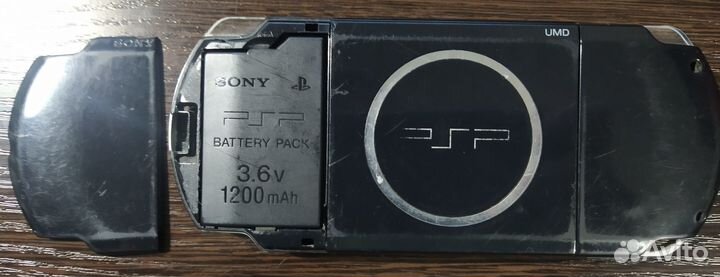 SONY
SONY
PSP
BATTERY PACK
3.6V
1200mAh
UMD
PSP
Avito